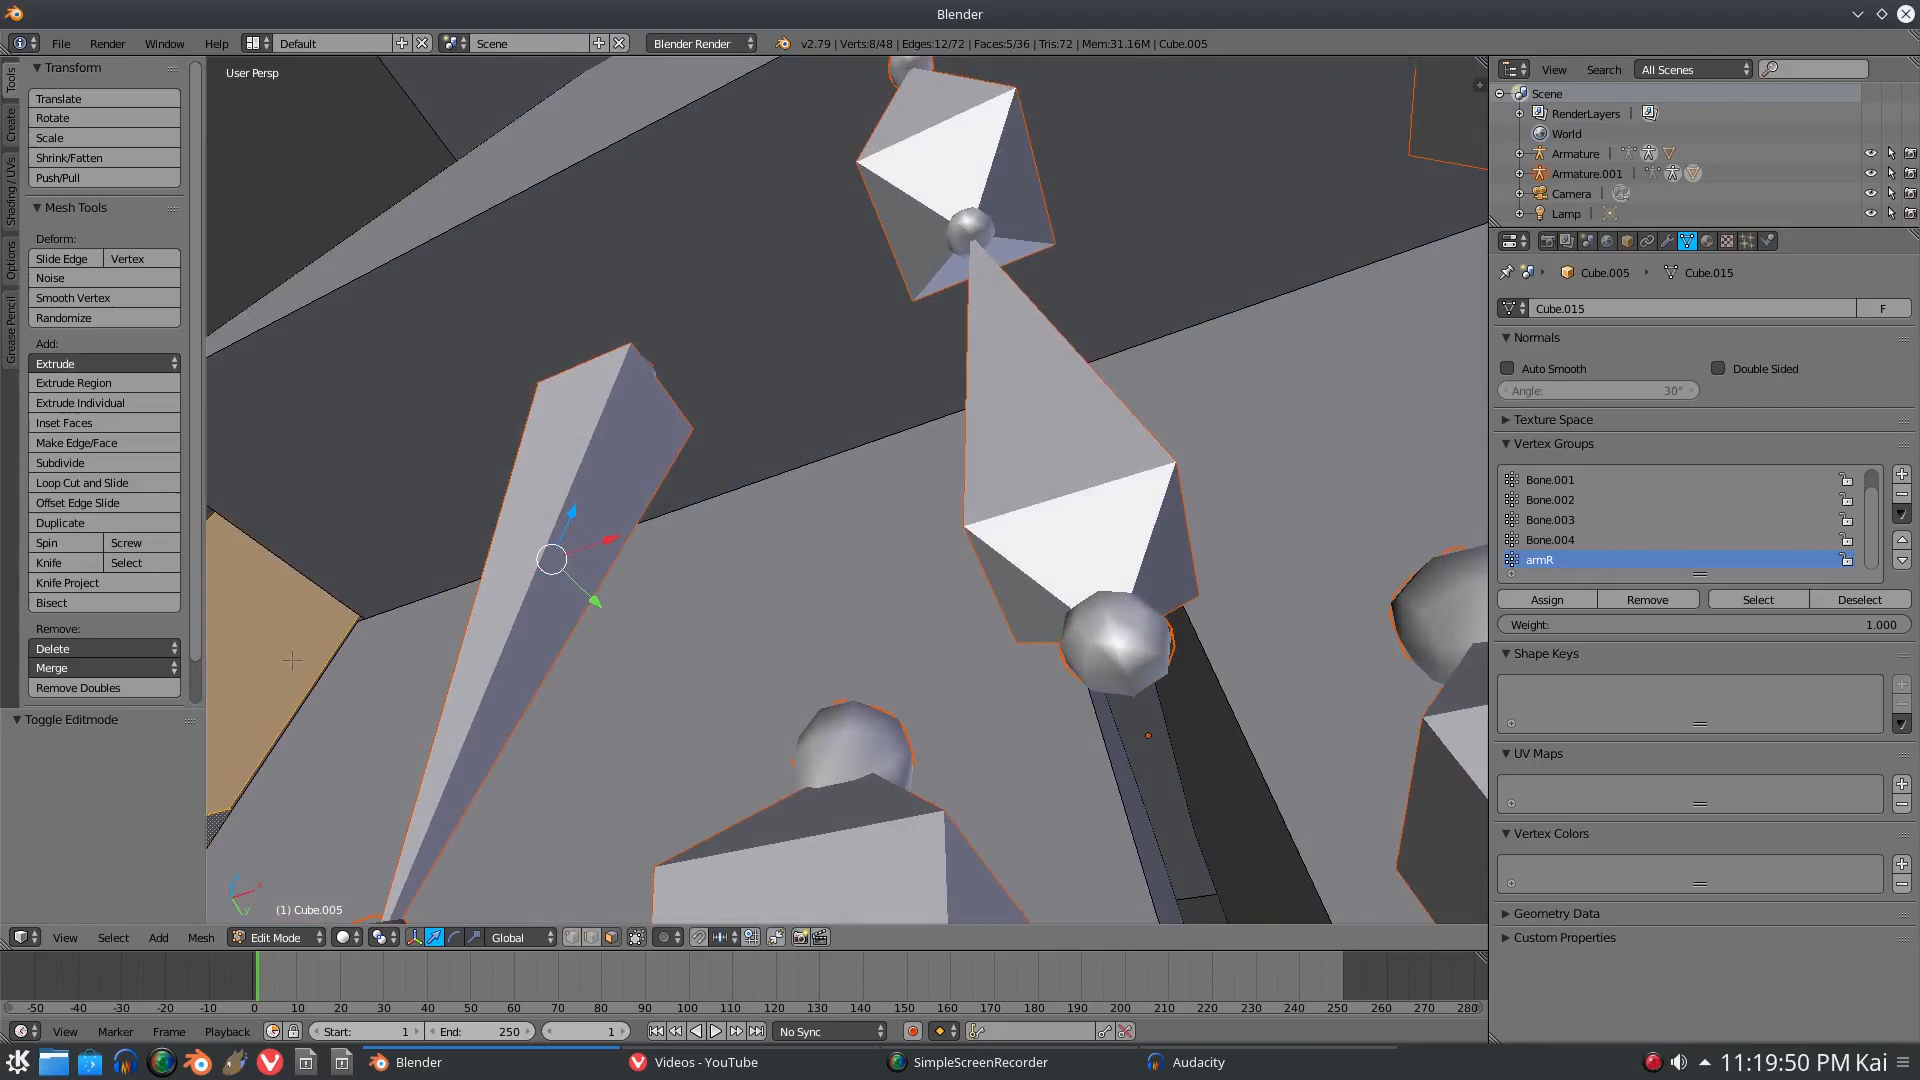 Blender
File Render Window Help Default Scene Blender Render v2.79 | Verts:8/48 | Edges:12/72 | Faces:5/36 | Tris:72 | Mem:31.16M | Cube.005
Tools
Create
Shading / UVs
Options
Grease Pencil
Transform
Translate
Rotate
Scale
Shrink/Fatten
Push/Pull
Mesh Tools
Deform:
Slide Edge Vertex
Noise
Smooth Vertex
Randomize
Add:
Extrude
Extrude Region
Extrude Individual
Inset Faces
Make Edge/Face
Subdivide
Loop Cut and Slide
Offset Edge Slide
Duplicate
Spin Screw
Knife Select
Knife Project
Bisect
Remove:
Delete
Merge
Remove Doubles
Toggle Editmode
User Persp
z x
y
(1) Cube.005
View Search All Scenes
Scene
RenderLayers
World
Armature
Armature.001
Camera
Lamp
Cube.005 Cube.015
Cube.015 F
Normals
Auto Smooth Double Sided
Angle: 30°
Texture Space
Vertex Groups
Bone.001
Bone.002
Bone.003
Bone.004
armR
Assign Remove Select Deselect
Weight: 1.000
Shape Keys
UV Maps
Vertex Colors
Geometry Data
Custom Properties
View Select Add Mesh Edit Mode Global
-50 -40 -30 -20 -10 0 10 20 30 40 50 60 70 80 90 100 110 120 130 140 150 160 170 180 190 200 210 220 230 240 250 260 270 280
View Marker Frame Playback Start: 1 End: 250 1 No Sync
Blender Videos - YouTube SimpleScreenRecorder Audacity 11:19:50 PM Kai